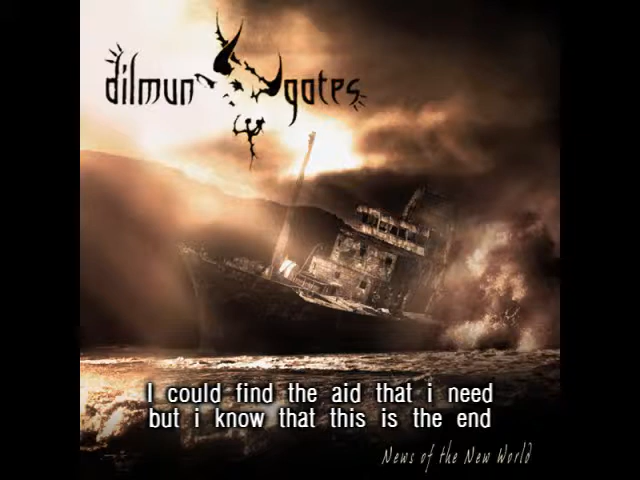 dilmun gates
I could find the aid that i need
but i know that this is the end
News of the New World